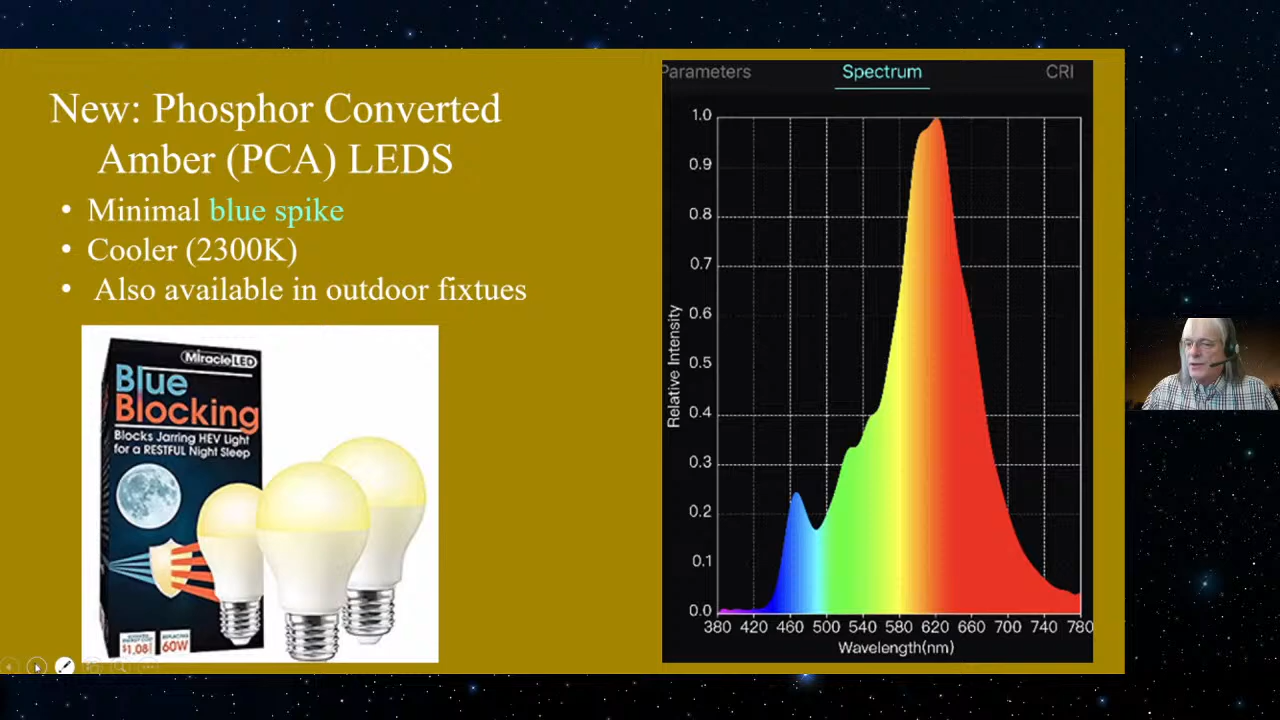 New: Phosphor Converted
Amber (PCA) LEDS
• Minimal blue spike
• Cooler (2300K)
• Also available in outdoor fixtues
MiracleLED
Blue
Blocking
Blocks Jarring HEV Light
for a RESTFUL Night Sleep
$1.08
REPLACING
60W
Parameters Spectrum CRI
1.0
0.9
0.8
0.7
0.6
0.5
0.4
0.3
0.2
0.1
0.0
Relative Intensity
380 420 460 500 540 580 620 660 700 740 780
Wavelength(nm)